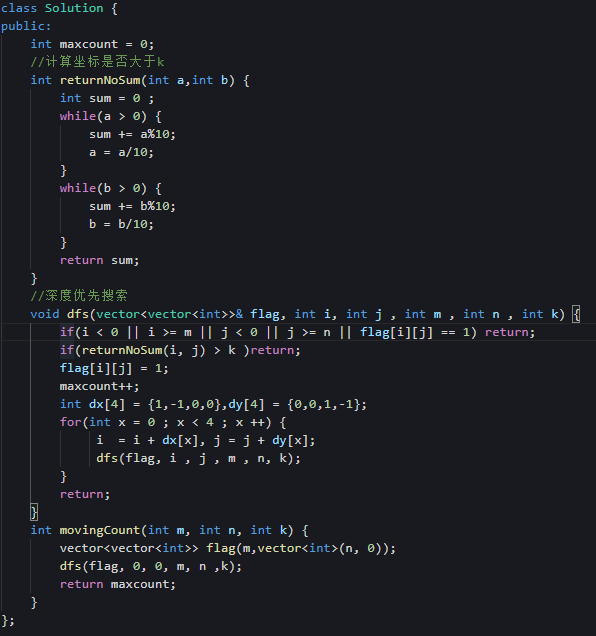 class Solution {
public:
    int maxcount = 0;
    //计算坐标是否大于k
    int returnNoSum(int a,int b) {
        int sum = 0 ;
        while(a > 0) {
            sum += a%10;
            a = a/10;
        }
        while(b > 0) {
            sum += b%10;
            b = b/10;
        }
        return sum;
    }
    //深度优先搜索
    void dfs(vector<vector<int>>& flag, int i, int j , int m , int n , int k) {
        if(i < 0 || i >= m || j < 0 || j >= n || flag[i][j] == 1) return;
        if(returnNoSum(i, j) > k )return;
        flag[i][j] = 1;
        maxcount++;
        int dx[4] = {1,-1,0,0},dy[4] = {0,0,1,-1};
        for(int x = 0 ; x < 4 ; x ++) {
             i  = i + dx[x], j = j + dy[x];
             dfs(flag, i , j , m , n, k);
        }
        return;
    }
    int movingCount(int m, int n, int k) {
        vector<vector<int>> flag(m,vector<int>(n, 0));
        dfs(flag, 0, 0, m, n ,k);
        return maxcount;
    }
};